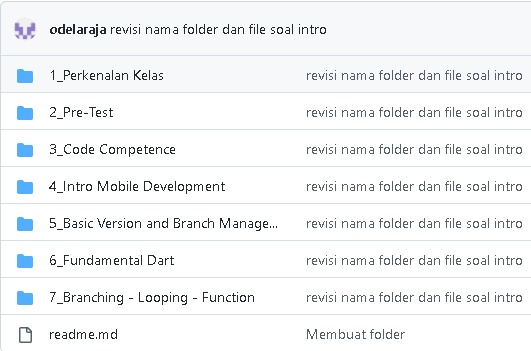 odelaraja revisi nama folder dan file soal intro
1_Perkenalan Kelas revisi nama folder dan file soal intro
2_Pre-Test revisi nama folder dan file soal intro
3_Code Competence revisi nama folder dan file soal intro
4_Intro Mobile Development revisi nama folder dan file soal intro
5_Basic Version and Branch Manage... revisi nama folder dan file soal intro
6_Fundamental Dart revisi nama folder dan file soal intro
7_Branching - Looping - Function revisi nama folder dan file soal intro
readme.md Membuat folder